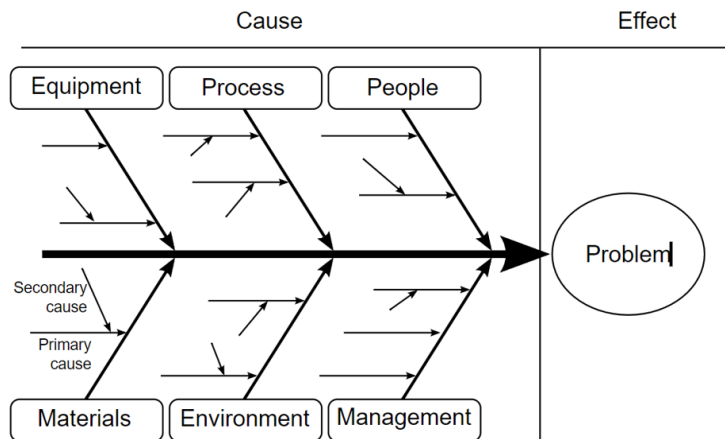 Cause
Effect
Equipment
Process
People
Problem
Secondary
cause
Primary
cause
Materials
Environment
Management